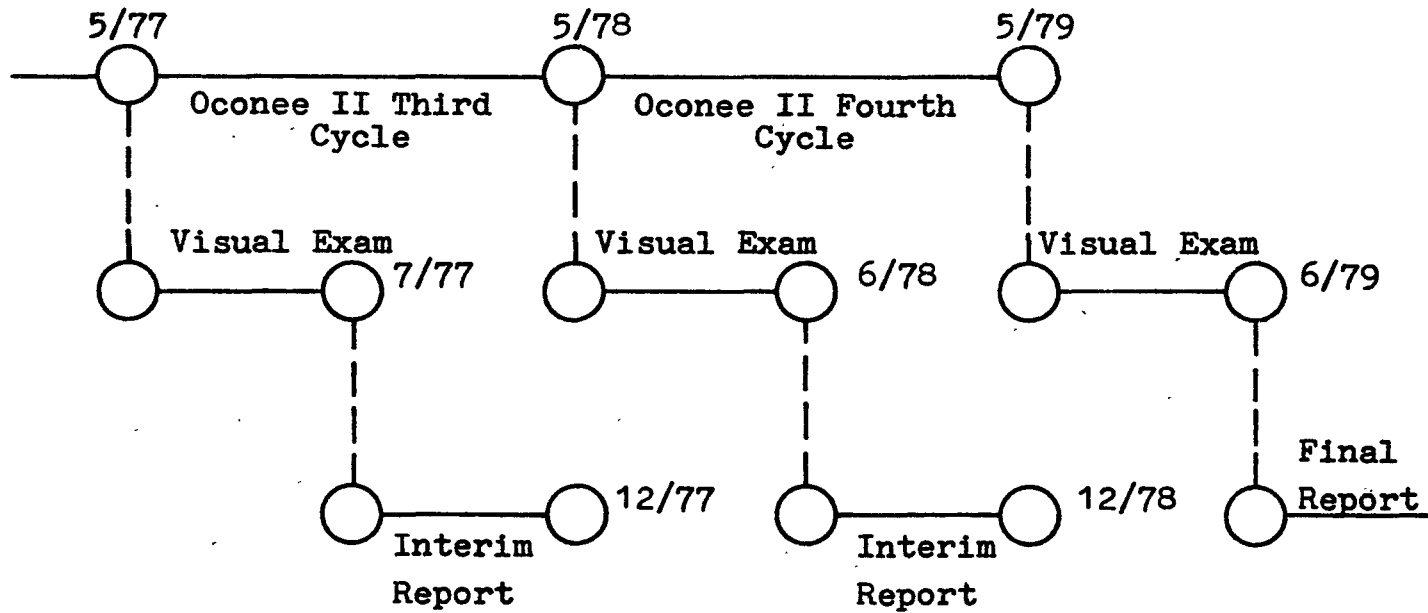 5/77
5/78
5/79
Oconee II Third
Cycle
Oconee II Fourth
Cycle
Visual Exam
7/77
Visual Exam
6/78
Visual Exam
6/79
12/77
Interim
Report
12/78
Interim
Report
Final
Report